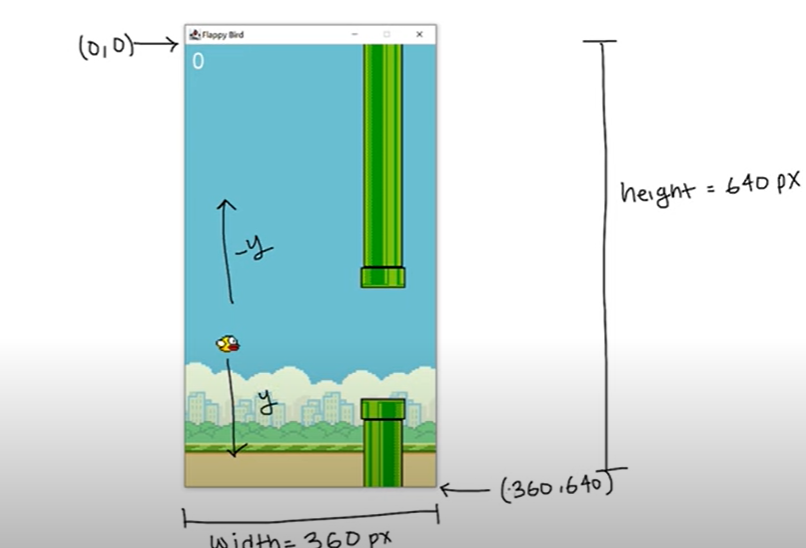 Flappy Bird
(0,0)
0
height = 640 px
-y
y
(360,640)
width = 360 px